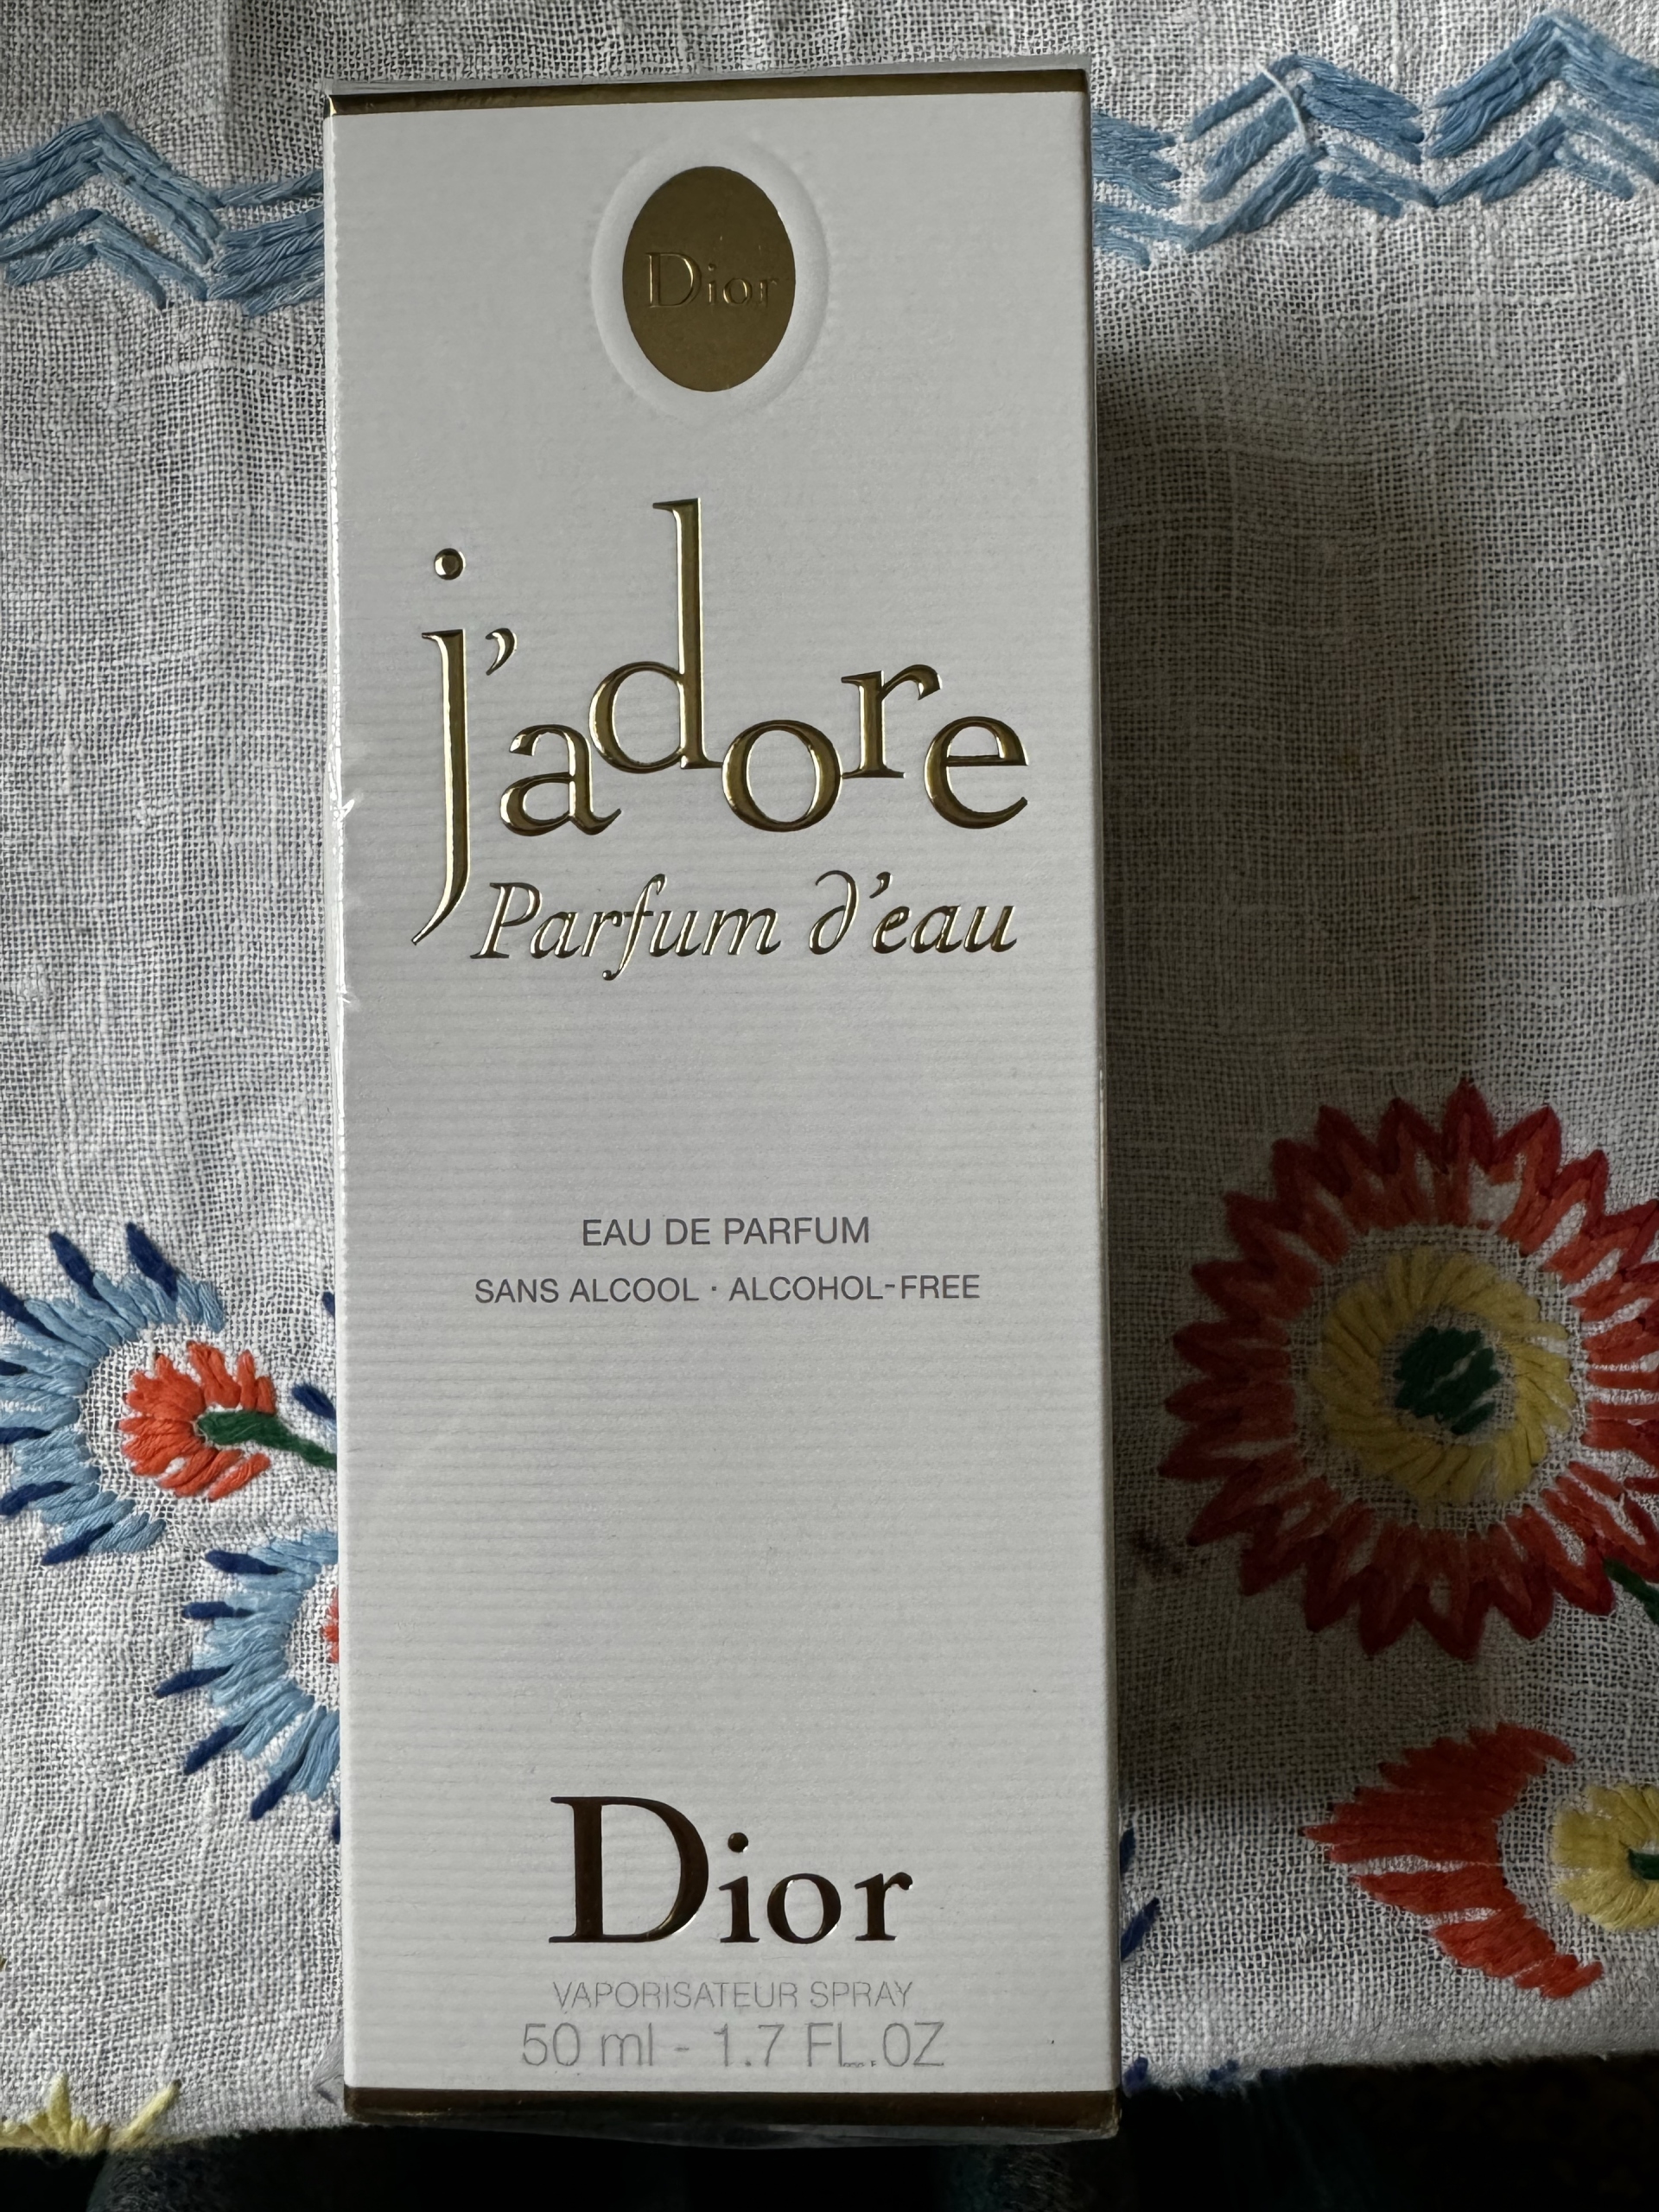 Dior
j'adore
Parfum d'eau
EAU DE PARFUM
SANS ALCOOL · ALCOHOL-FREE
Dior
VAPORISATEUR SPRAY
50 ml - 1.7 FL.OZ